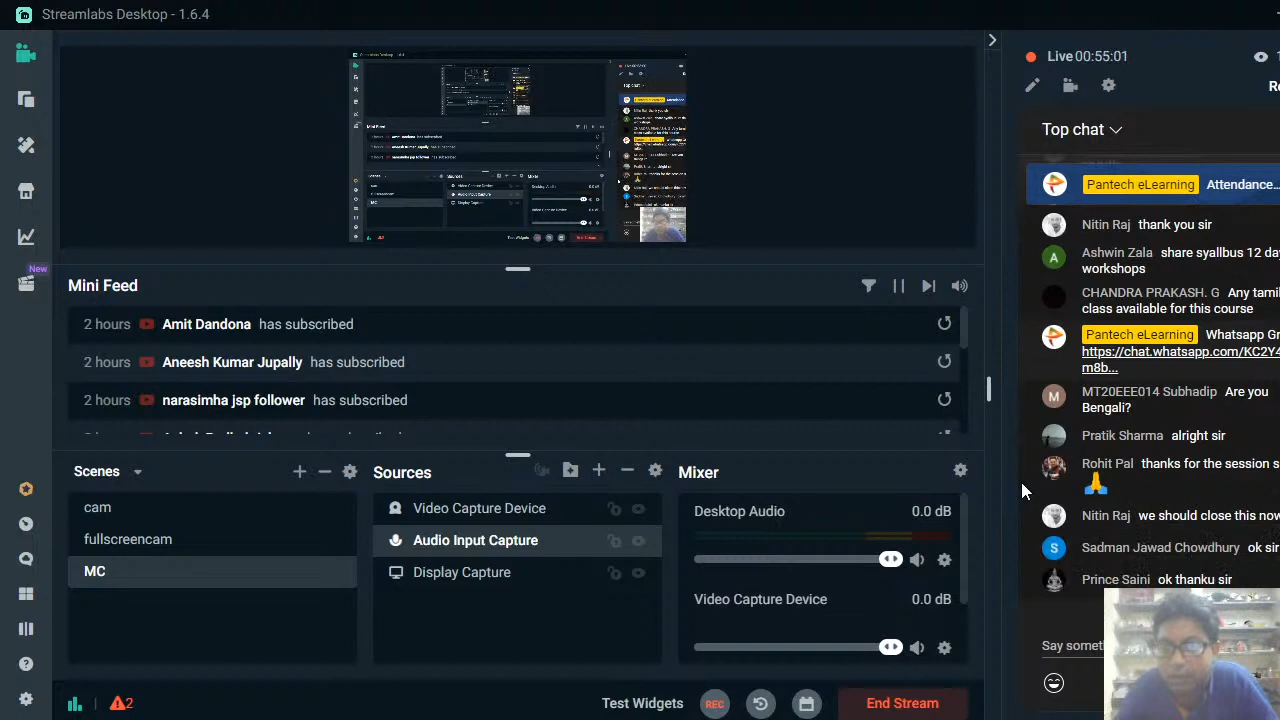 Streamlabs Desktop - 1.6.4
New
Mini Feed
2 hours Amit Dandona has subscribed
2 hours Aneesh Kumar Jupally has subscribed
2 hours narasimha jsp follower has subscribed
Scenes
cam
fullscreencam
MC
Sources
Video Capture Device
Audio Input Capture
Display Capture
Mixer
Desktop Audio 0.0 dB
Video Capture Device 0.0 dB
2
Test Widgets
REC
End Stream
Live 00:55:01
Top chat
Pantech eLearning Attendance...
Nitin Raj thank you sir
Ashwin Zala share syallbus 12 day
workshops
CHANDRA PRAKASH. G Any tamil
class available for this course
Pantech eLearning Whatsapp Gr
https://chat.whatsapp.com/KC2Y4
m8b...
MT20EEE014 Subhadip Are you
Bengali?
Pratik Sharma alright sir
Rohit Pal thanks for the session s
Nitin Raj we should close this now
Sadman Jawad Chowdhury ok sir
Prince Saini ok thanku sir
Say someth